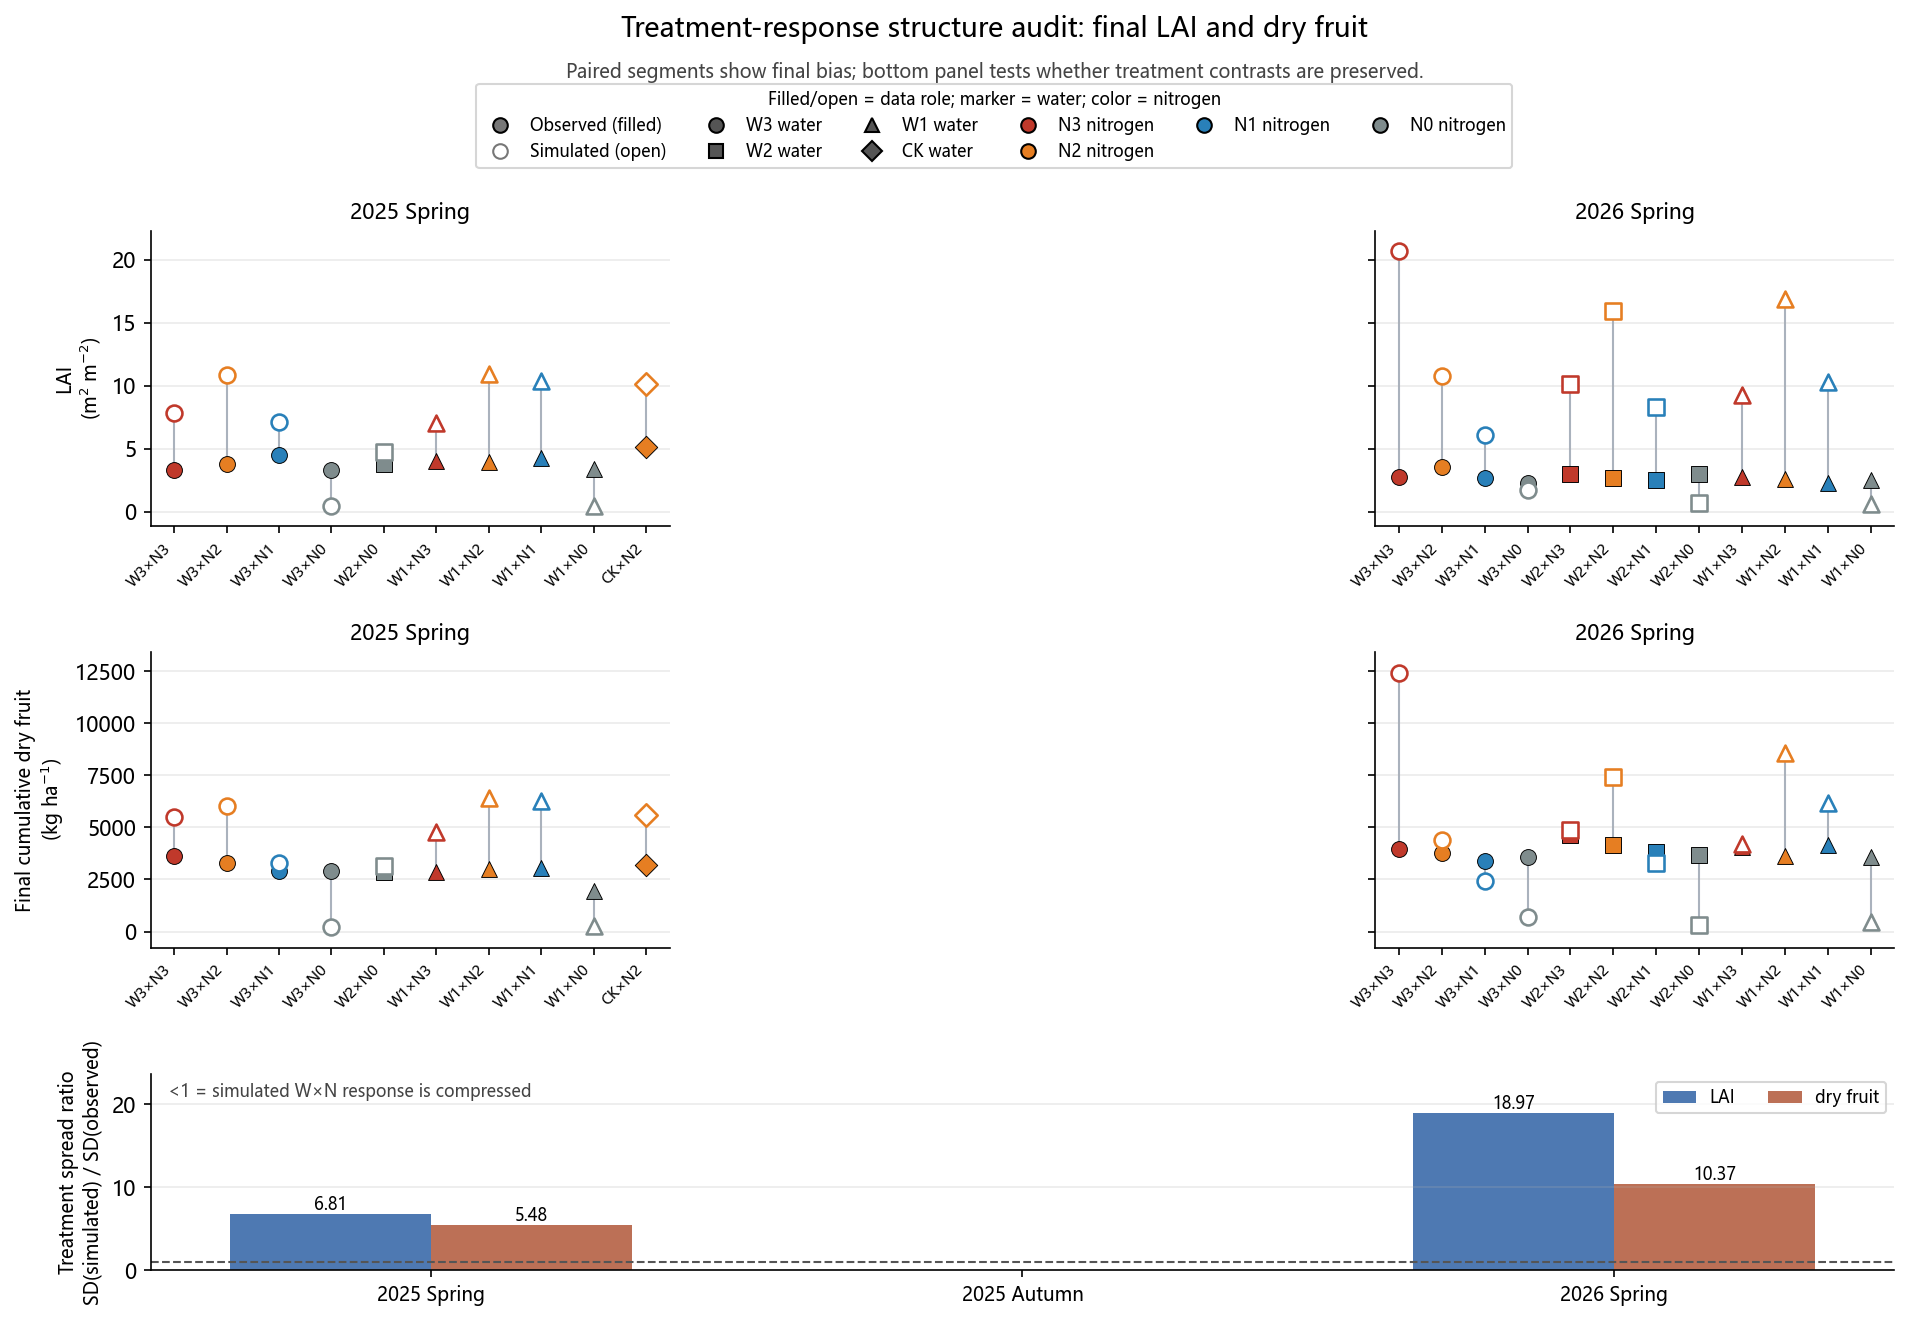 Treatment-response structure audit: final LAI and dry fruit
Paired segments show final bias; bottom panel tests whether treatment contrasts are preserved.
Filled/open = data role; marker = water; color = nitrogen
Observed (filled) W3 water W1 water N3 nitrogen N1 nitrogen N0 nitrogen
Simulated (open) W2 water CK water N2 nitrogen
2025 Spring
LAI
(m² m⁻²)
20
15
10
5
0
W3×N3 W3×N2 W3×N1 W3×N0 W2×N0 W1×N3 W1×N2 W1×N1 W1×N0 CK×N2
2026 Spring
W3×N3 W3×N2 W3×N1 W3×N0 W2×N3 W2×N2 W2×N1 W2×N0 W1×N3 W1×N2 W1×N1 W1×N0
2025 Spring
Final cumulative dry fruit
(kg ha⁻¹)
12500
10000
7500
5000
2500
0
W3×N3 W3×N2 W3×N1 W3×N0 W2×N0 W1×N3 W1×N2 W1×N1 W1×N0 CK×N2
2026 Spring
W3×N3 W3×N2 W3×N1 W3×N0 W2×N3 W2×N2 W2×N1 W2×N0 W1×N3 W1×N2 W1×N1 W1×N0
Treatment spread ratio
SD(simulated) / SD(observed)
<1 = simulated W×N response is compressed
LAI dry fruit
20
10
0
6.81
5.48
18.97
10.37
2025 Spring 2025 Autumn 2026 Spring